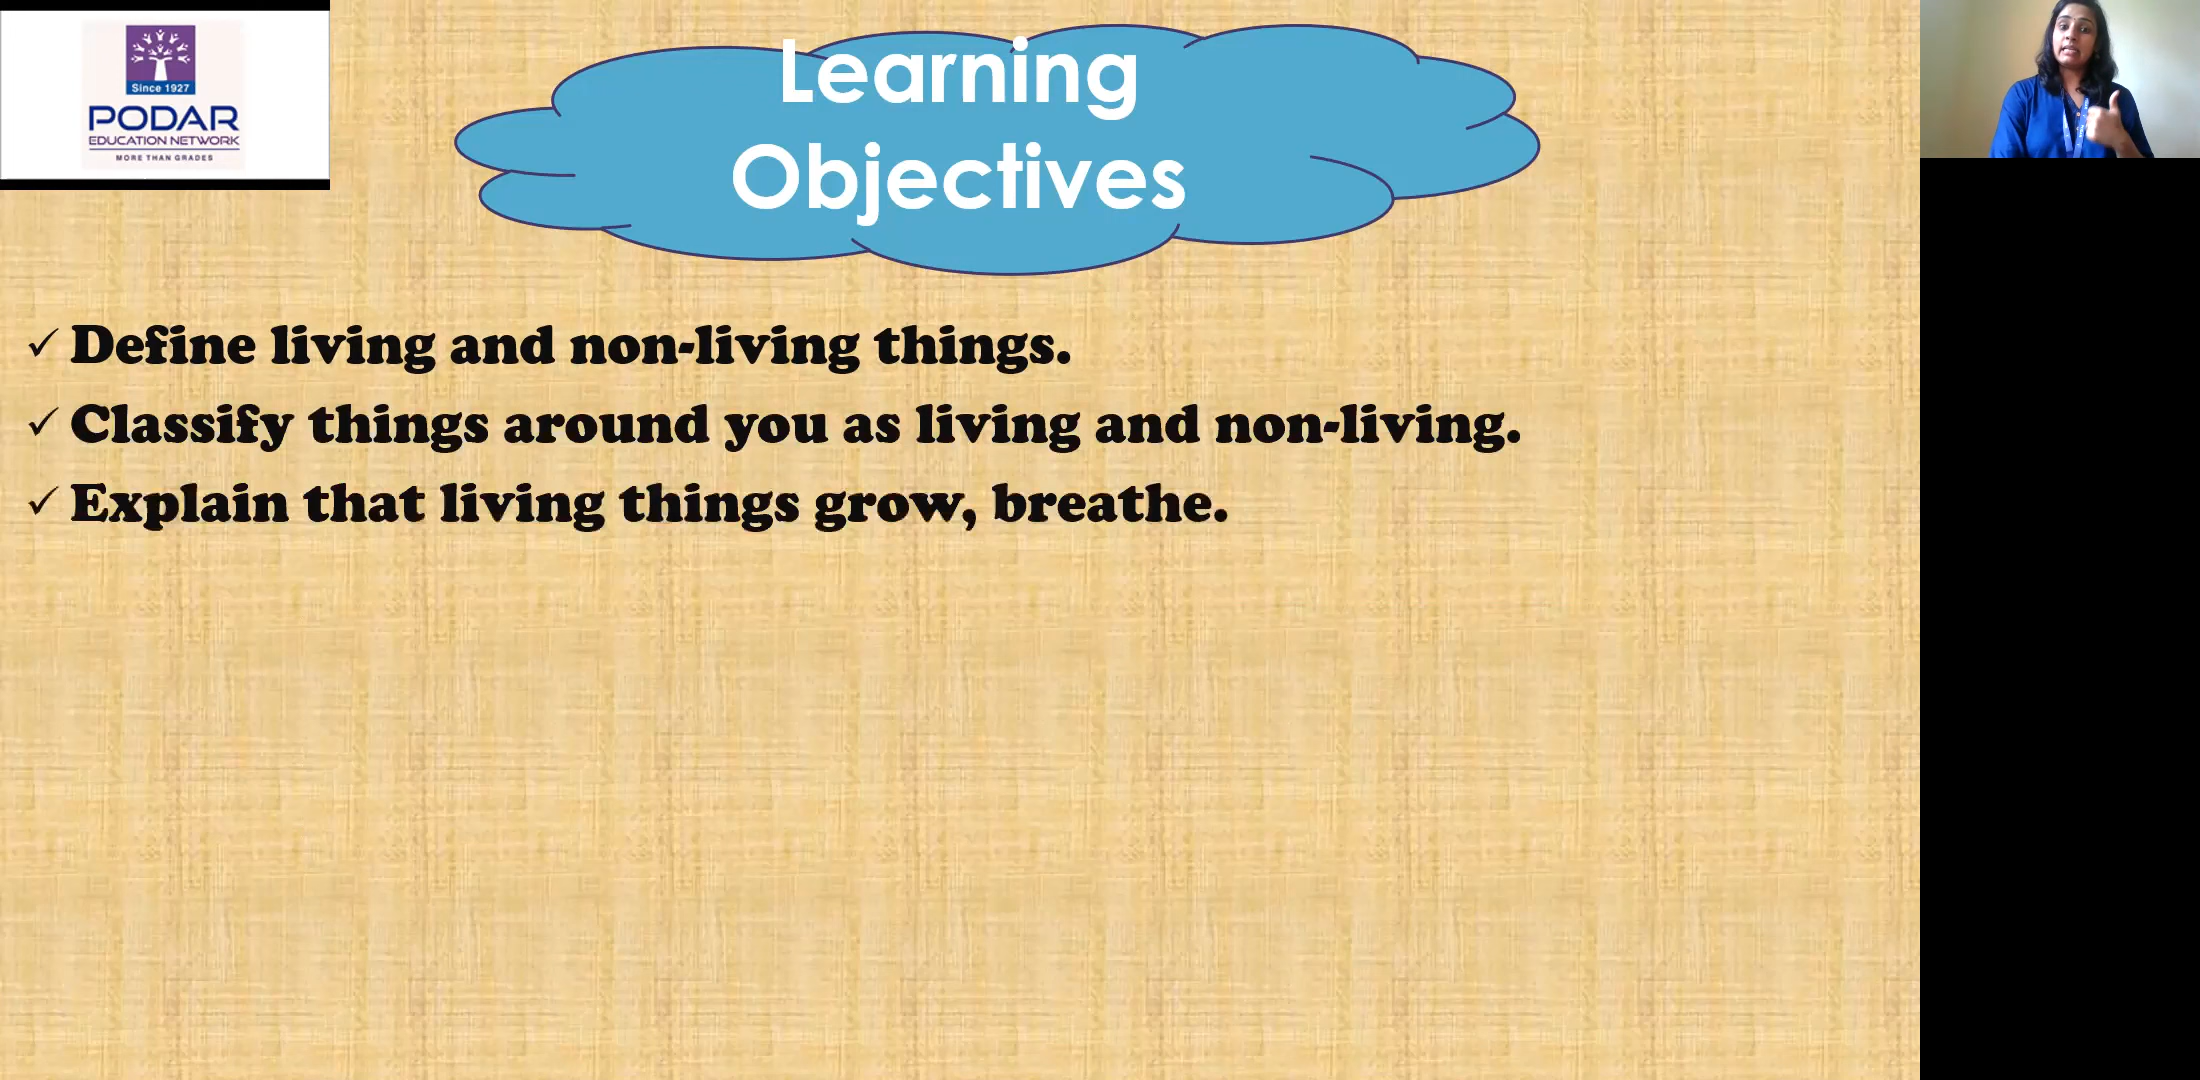 Since 1927
PODAR
EDUCATION NETWORK
MORE THAN GRADES
Learning
Objectives
✓ Define living and non-living things.
✓ Classify things around you as living and non-living.
✓ Explain that living things grow, breathe.